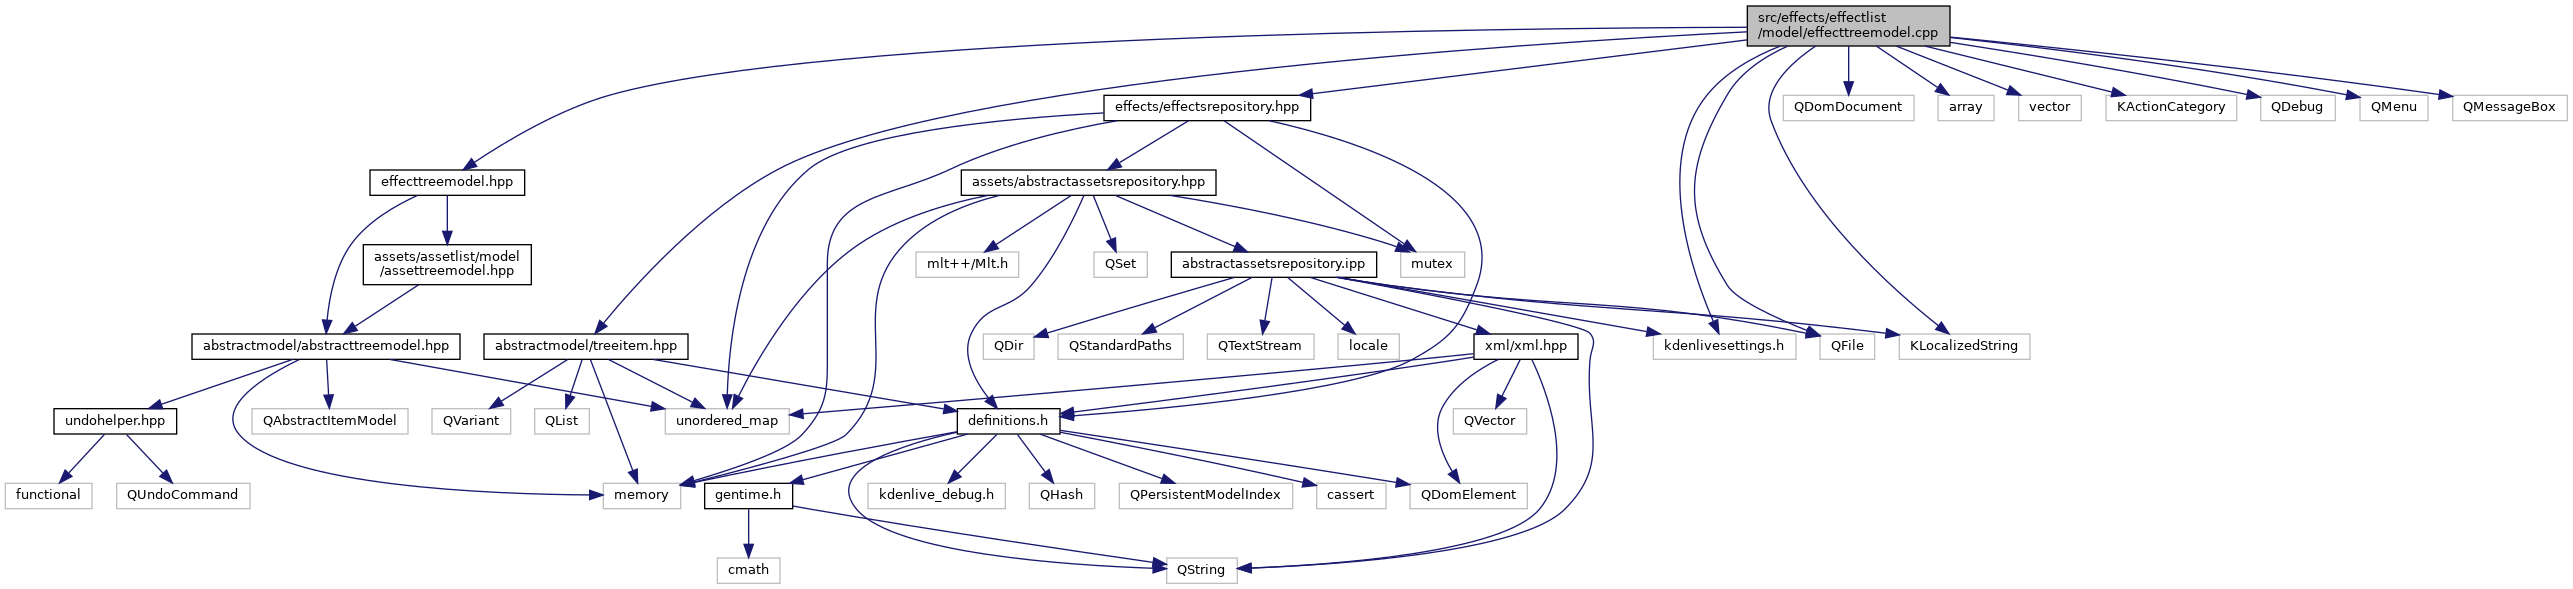 src/effects/effectlist
/model/effecttreemodel.cpp
effects/effectsrepository.hpp
QDomDocument
array
vector
KActionCategory
QDebug
QMenu
QMessageBox
effecttreemodel.hpp
assets/abstractassetsrepository.hpp
assets/assetlist/model
/assettreemodel.hpp
mlt++/Mlt.h
QSet
abstractassetsrepository.ipp
mutex
abstractmodel/abstracttreemodel.hpp
abstractmodel/treeitem.hpp
QDir
QStandardPaths
QTextStream
locale
xml/xml.hpp
kdenlivesettings.h
QFile
KLocalizedString
undohelper.hpp
QAbstractItemModel
QVariant
QList
unordered_map
definitions.h
QVector
functional
QUndoCommand
memory
gentime.h
kdenlive_debug.h
QHash
QPersistentModelIndex
cassert
QDomElement
cmath
QString